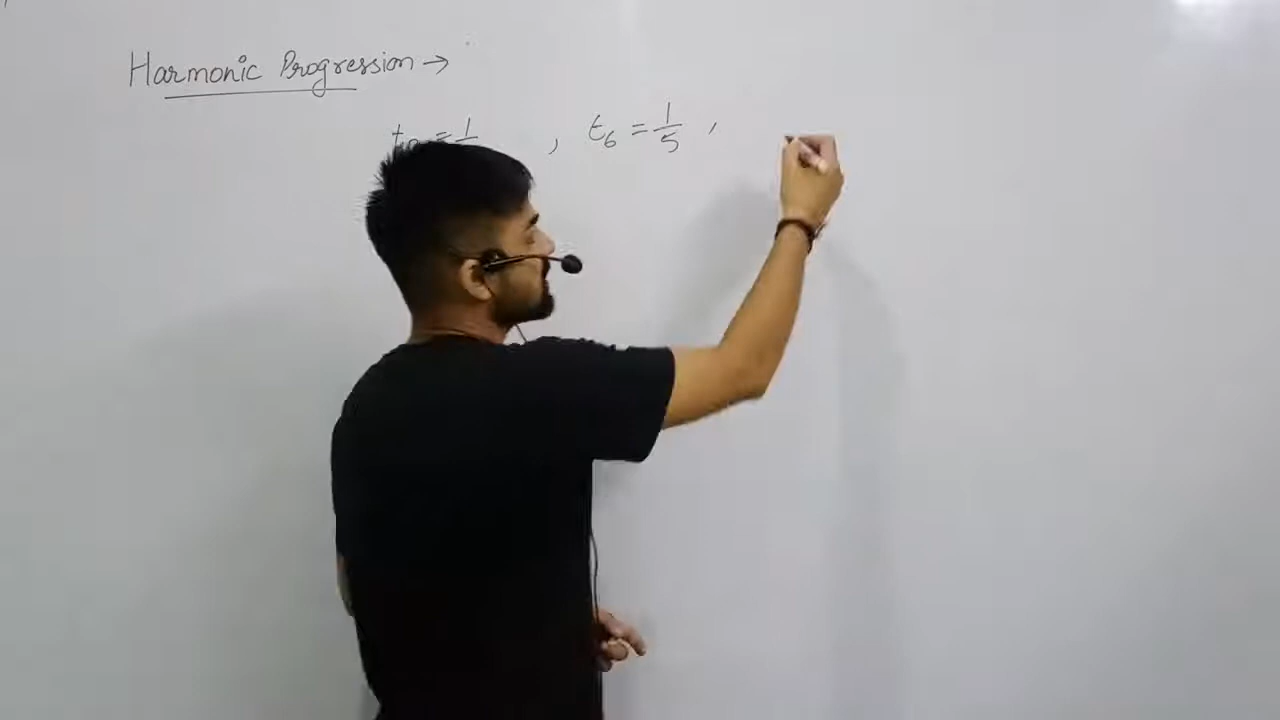 Harmonic Progression →
, t₆ = 1/5 ,